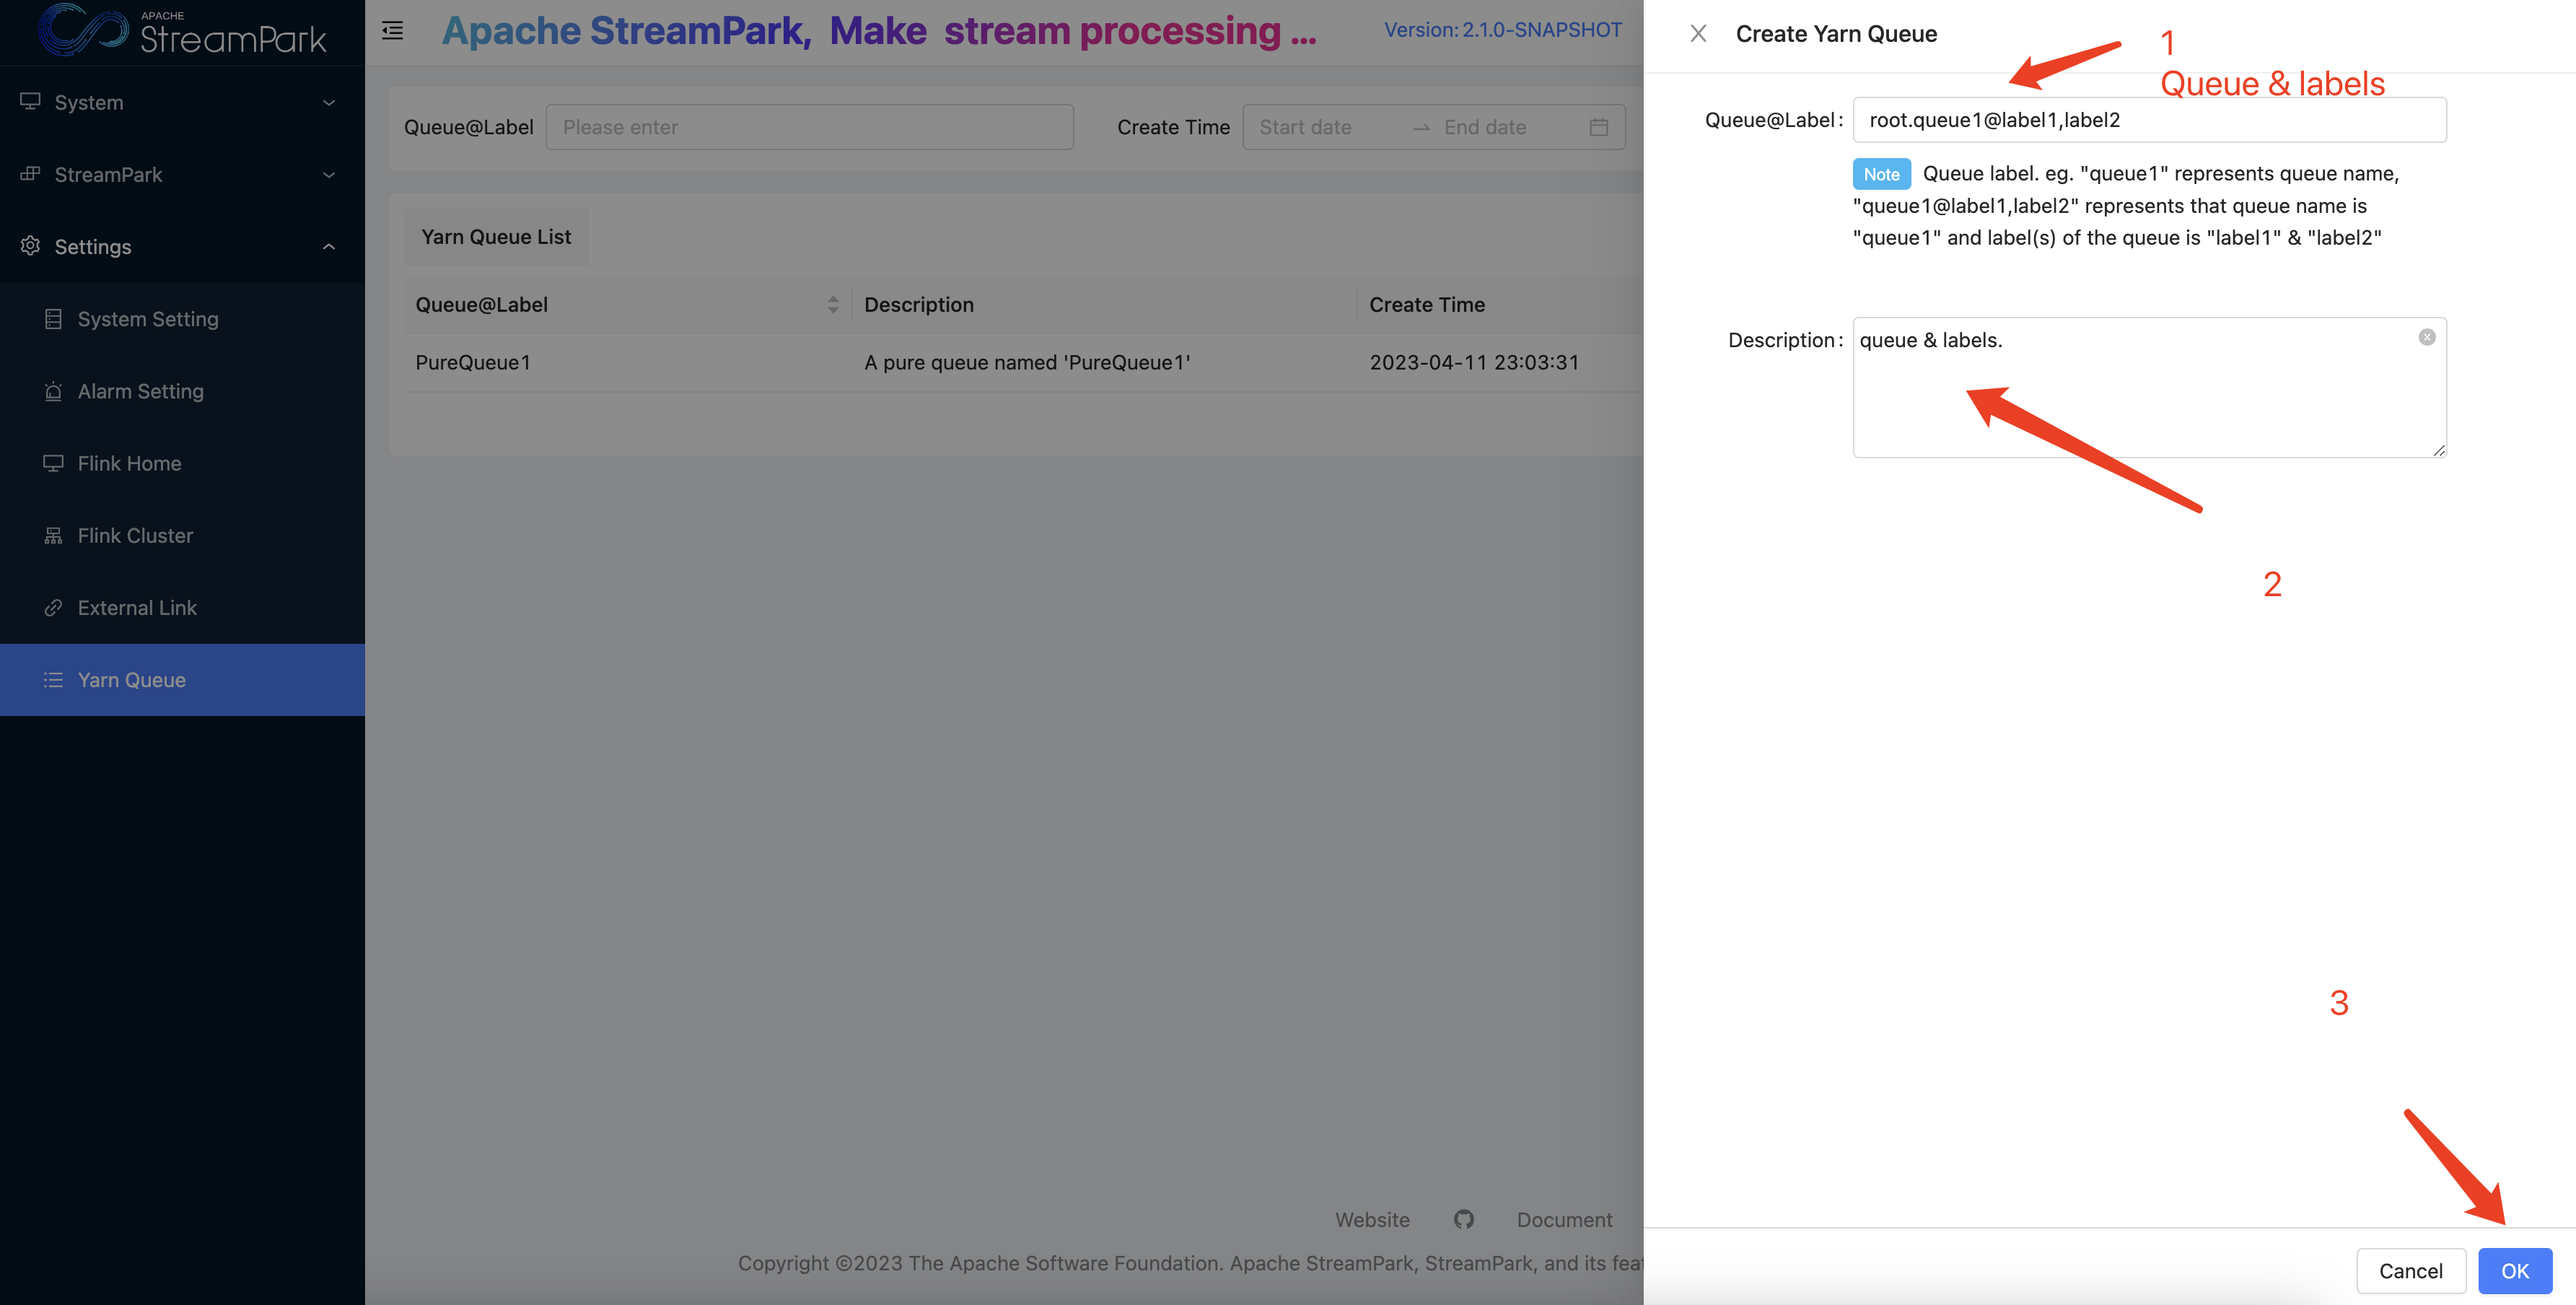 APACHE
StreamPark
System
StreamPark
Settings
System Setting
Alarm Setting
Flink Home
Flink Cluster
External Link
Yarn Queue
Apache StreamPark, Make stream processing ...
Version: 2.1.0-SNAPSHOT
Queue@Label
Please enter
Create Time
Start date
End date
Yarn Queue List
Queue@Label Description Create Time
PureQueue1 A pure queue named 'PureQueue1' 2023-04-11 23:03:31
Website
Document
Copyright ©2023 The Apache Software Foundation. Apache StreamPark, StreamPark, and its feat
Create Yarn Queue
1
Queue & labels
Queue@Label:
root.queue1@label1,label2
Note Queue label. eg. "queue1" represents queue name,
"queue1@label1,label2" represents that queue name is
"queue1" and label(s) of the queue is "label1" & "label2"
Description:
queue & labels.
2
3
Cancel
OK